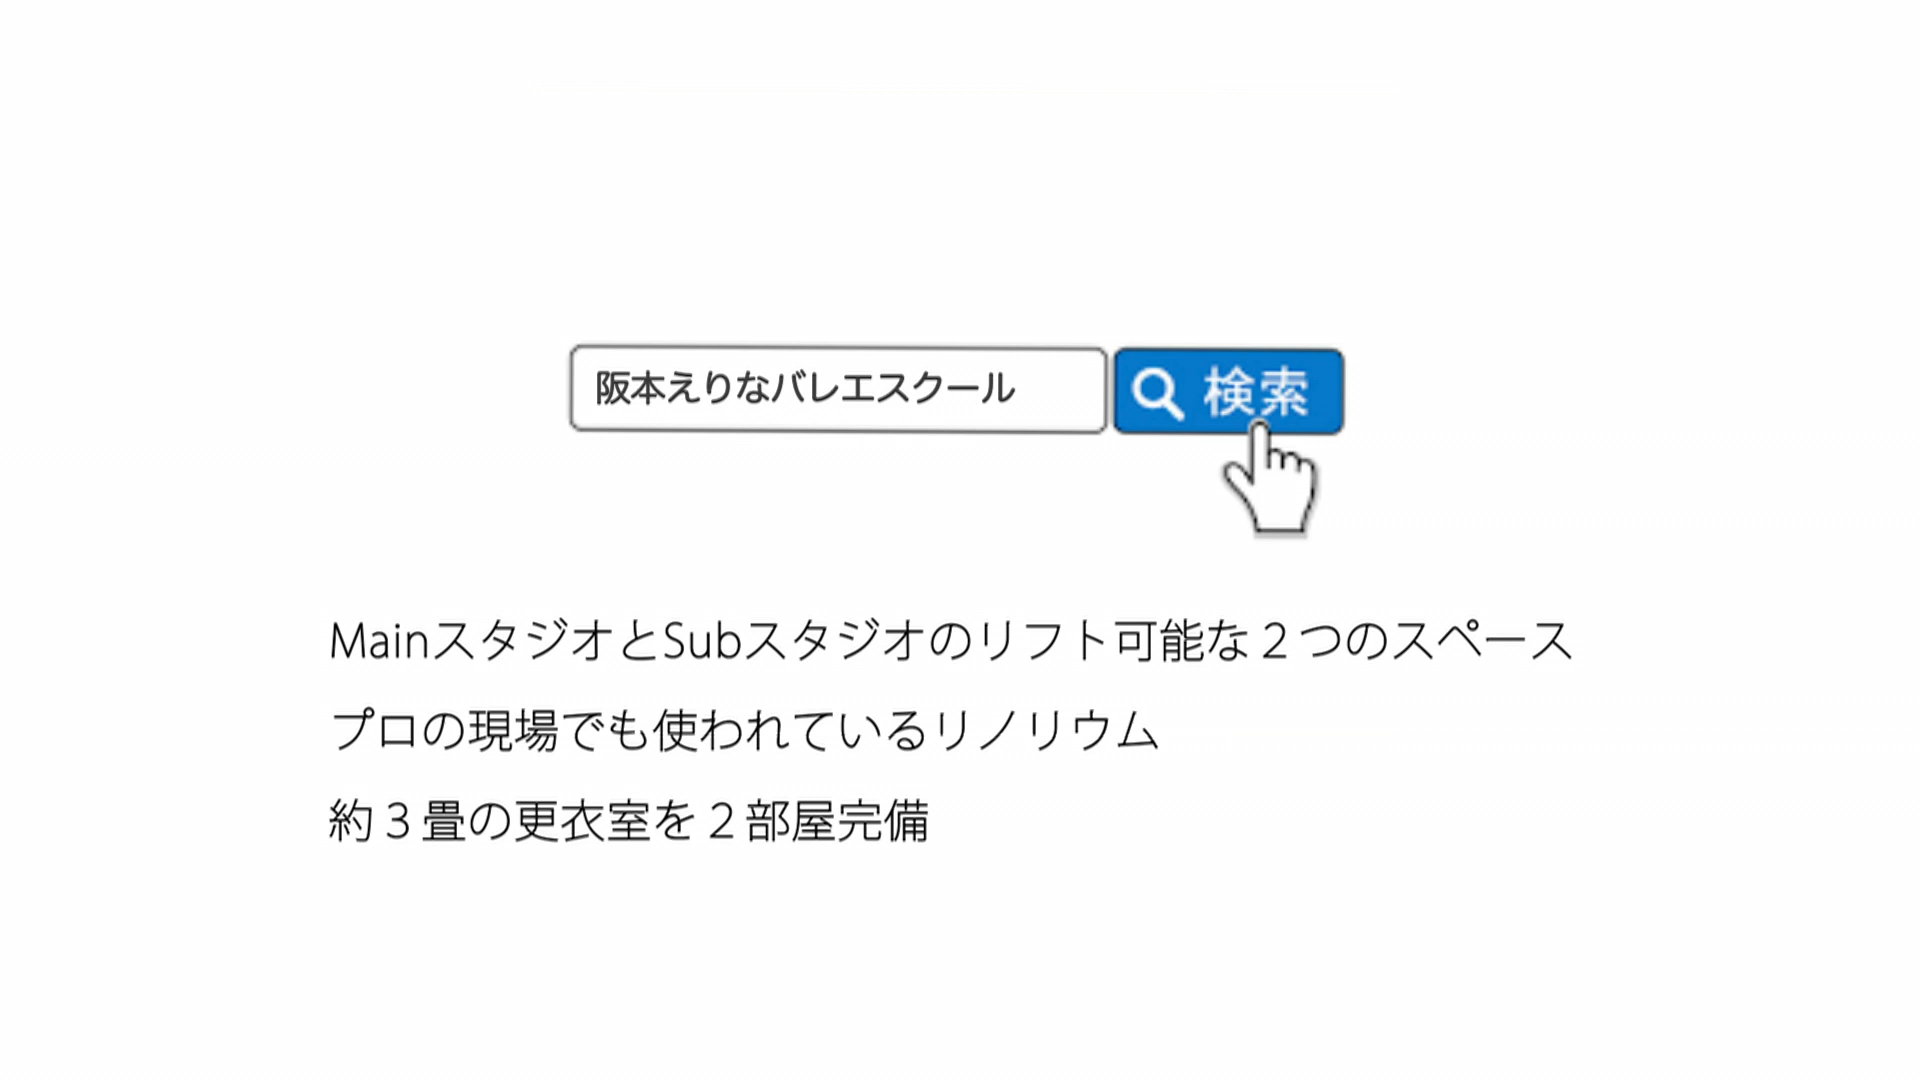 阪本えりなバレエスクール
検索
MainスタジオとSubスタジオのリフト可能な２つのスペース
プロの現場でも使われているリノリウム
約３畳の更衣室を２部屋完備